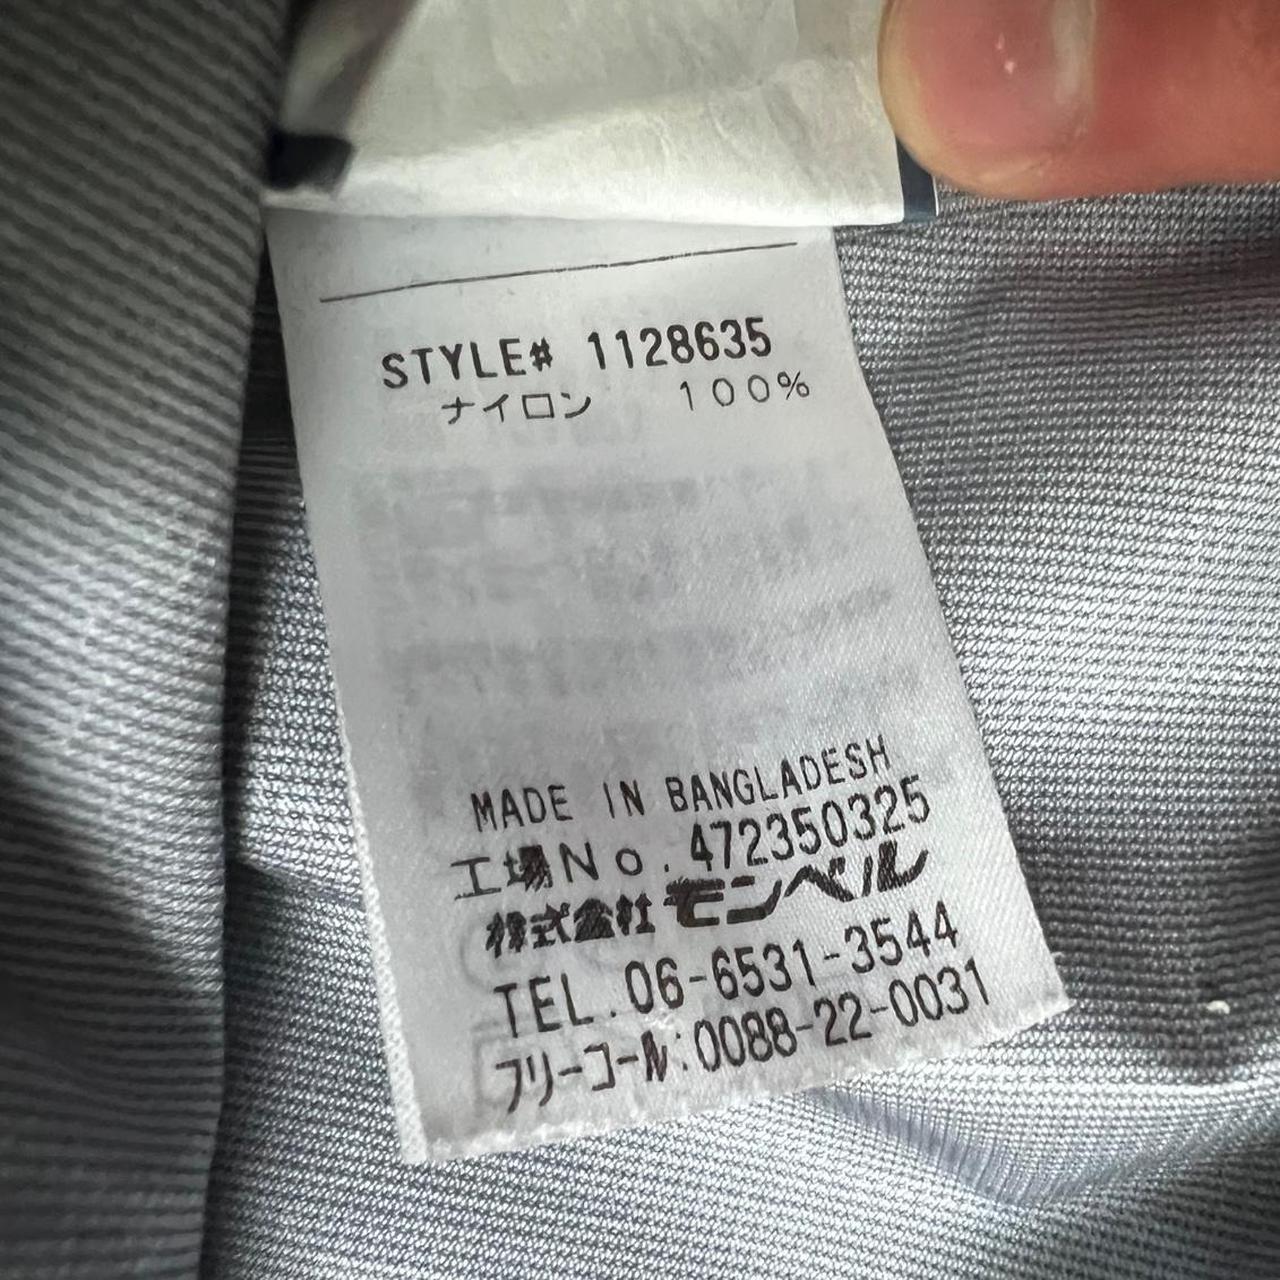 STYLE# 1128635
ナイロン 100%
MADE IN BANGLADESH
工場No. 472350325
株式会社 モンベル
TEL. 06-6531-3544
フリーコール:0088-22-0031